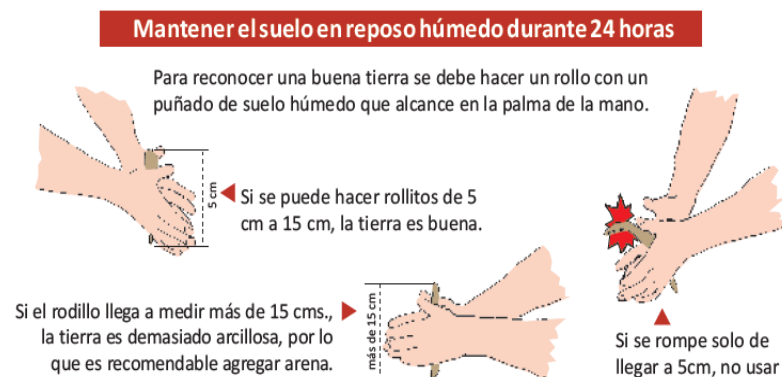 Mantener el suelo en reposo húmedo durante 24 horas
Para reconocer una buena tierra se debe hacer un rollo con un
puñado de suelo húmedo que alcance en la palma de la mano.
5 cm
Si se puede hacer rollitos de 5
cm a 15 cm, la tierra es buena.
Si el rodillo llega a medir más de 15 cms.,
la tierra es demasiado arcillosa, por lo
que es recomendable agregar arena.
más de 15 cm
Si se rompe solo de
llegar a 5cm, no usar